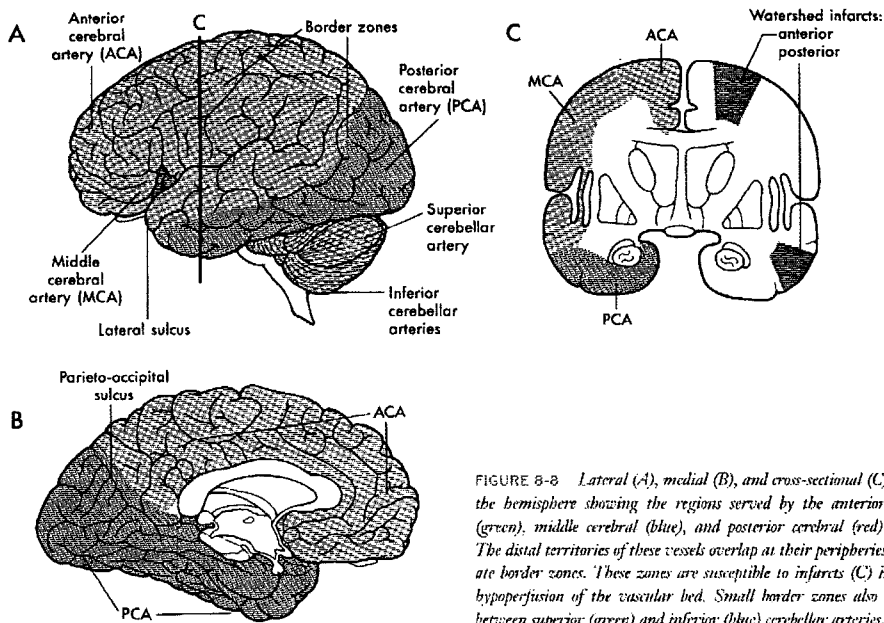 A
Anterior
cerebral
artery (ACA)
C
Border zones
Posterior
cerebral
artery (PCA)
Superior
cerebellar
artery
Inferior
cerebellar
arteries
Middle
cerebral
artery (MCA)
Lateral sulcus
C
ACA
Watershed infarcts:
anterior
posterior
MCA
PCA
B
Parieto-occipital
sulcus
ACA
PCA
FIGURE 8-8 Lateral (A), medial (B), and cross-sectional (C)
the hemisphere showing the regions served by the anterior
(green), middle cerebral (blue), and posterior cerebral (red)
The distal territories of these vessels overlap at their peripheries
ate border zones. These zones are susceptible to infarcts (C) i
hypoperfusion of the vascular bed. Small border zones also
between superior (green) and inferior (blue) cerebellar arteries.